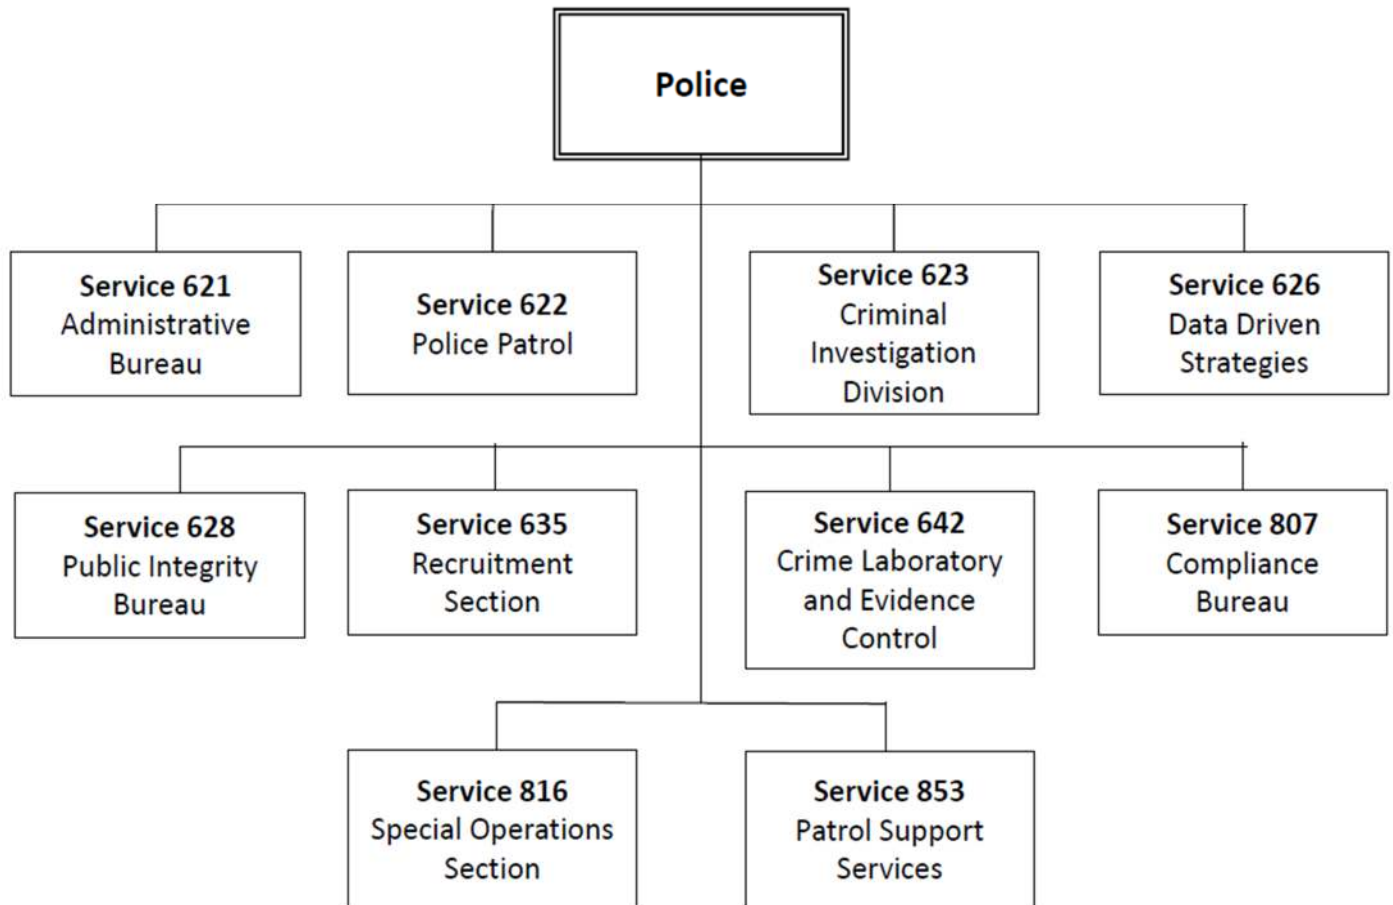 Police
Service 621
Administrative
Bureau
Service 622
Police Patrol
Service 623
Criminal
Investigation
Division
Service 626
Data Driven
Strategies
Service 628
Public Integrity
Bureau
Service 635
Recruitment
Section
Service 642
Crime Laboratory
and Evidence
Control
Service 807
Compliance
Bureau
Service 816
Special Operations
Section
Service 853
Patrol Support
Services